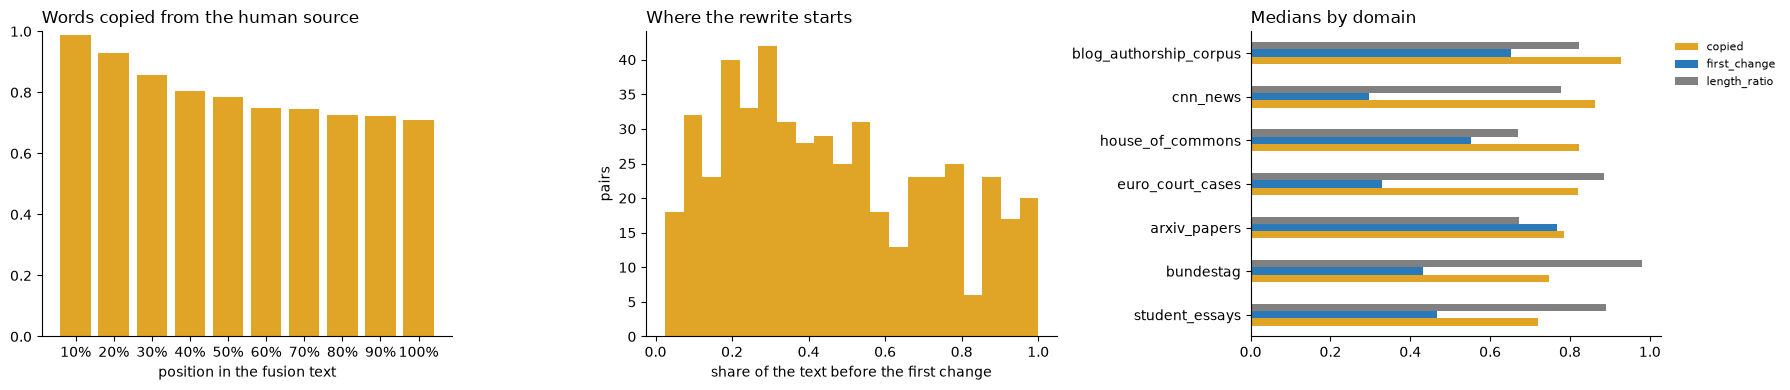 Words copied from the human source
1.0
0.8
0.6
0.4
0.2
0.0
10% 20% 30% 40% 50% 60% 70% 80% 90% 100%
position in the fusion text
Where the rewrite starts
pairs
40
35
30
25
20
15
10
5
0
0.0 0.2 0.4 0.6 0.8 1.0
share of the text before the first change
Medians by domain
blog_authorship_corpus
cnn_news
house_of_commons
euro_court_cases
arxiv_papers
bundestag
student_essays
0.0 0.2 0.4 0.6 0.8 1.0
copied
first_change
length_ratio